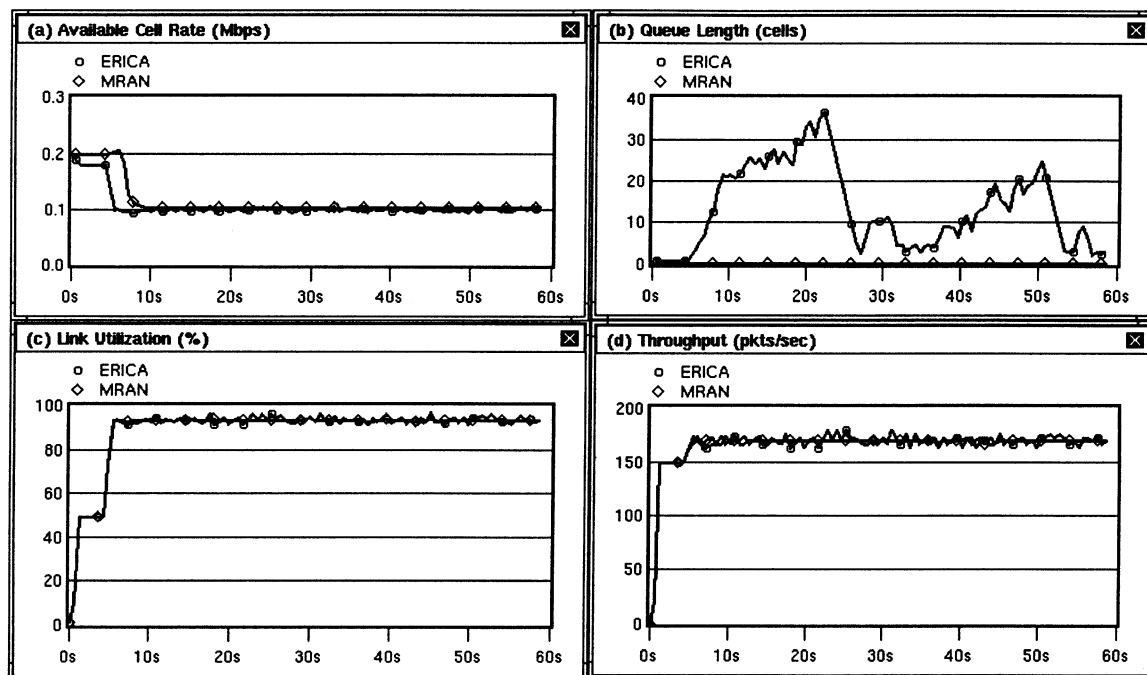 (a) Available Cell Rate (Mbps)
ERICA
MRAN
0.3
0.2
0.1
0.0
0s 10s 20s 30s 40s 50s 60s
(b) Queue Length (cells)
ERICA
MRAN
40
30
20
10
0
0s 10s 20s 30s 40s 50s 60s
(c) Link Utilization (%)
ERICA
MRAN
100
80
60
40
20
0
0s 10s 20s 30s 40s 50s 60s
(d) Throughput (pkts/sec)
ERICA
MRAN
200
150
100
50
0
0s 10s 20s 30s 40s 50s 60s